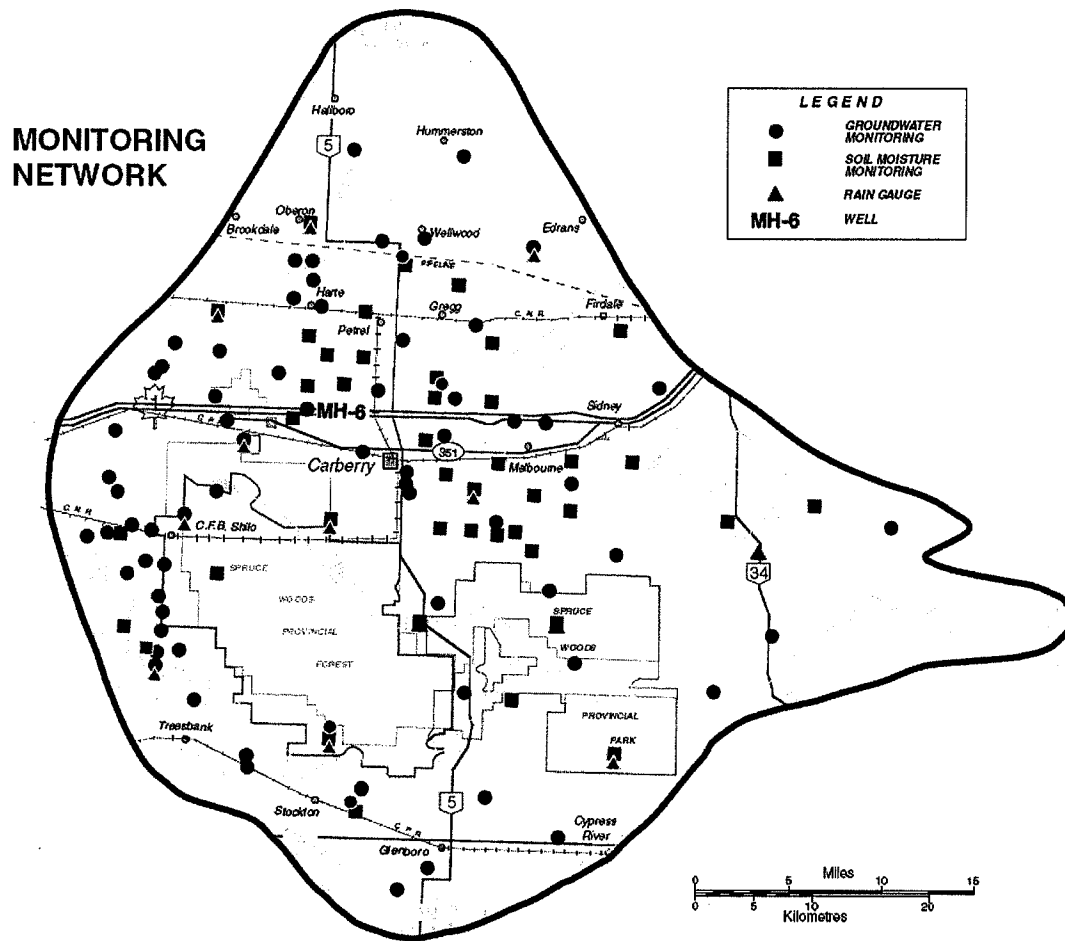 MONITORING
NETWORK
LEGEND
GROUNDWATER
MONITORING
SOIL MOISTURE
MONITORING
RAIN GAUGE
MH-6 WELL
Hallboro
Hummerston
5
Oberon
Brookdale
Wellwood
Edrans
PIPELINE
Harte
Gregg
Firdale
C.N.R.
Petrel
MH-6
Sidney
C.P.R.
351
Carberry
Melbourne
C.N.R.
C.F.B. Shilo
34
SPRUCE
WOODS
PROVINCIAL
FOREST
SPRUCE
WOODS
PROVINCIAL
PARK
Treesbank
5
Stockton
C.P.R.
Cypress
River
Glenboro
Miles
0 5 10 15
0 5 10 20
Kilometres